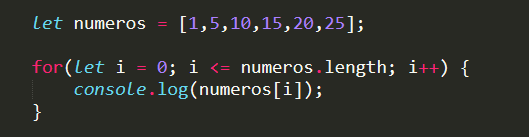 let numeros = [1,5,10,15,20,25];
for(let i = 0; i <= numeros.length; i++) {
console.log(numeros[i]);
}